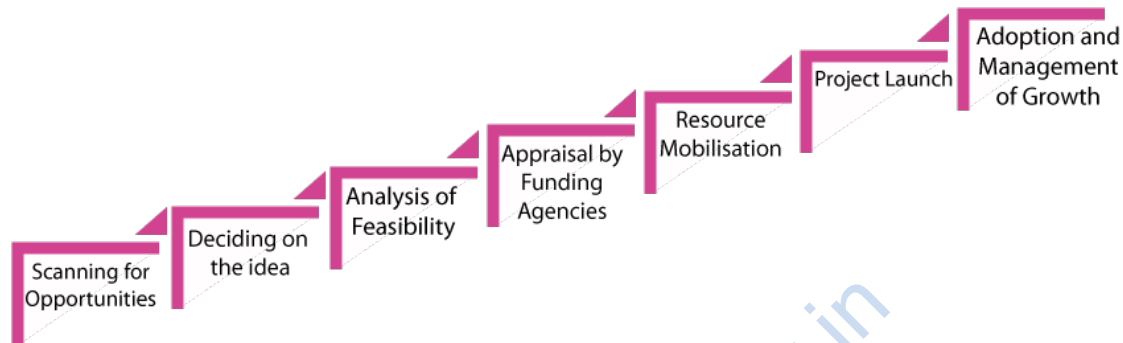 Scanning for
Opportunities
Deciding on
the idea
Analysis of
Feasibility
Appraisal by
Funding
Agencies
Resource
Mobilisation
Project Launch
Adoption and
Management
of Growth
.in